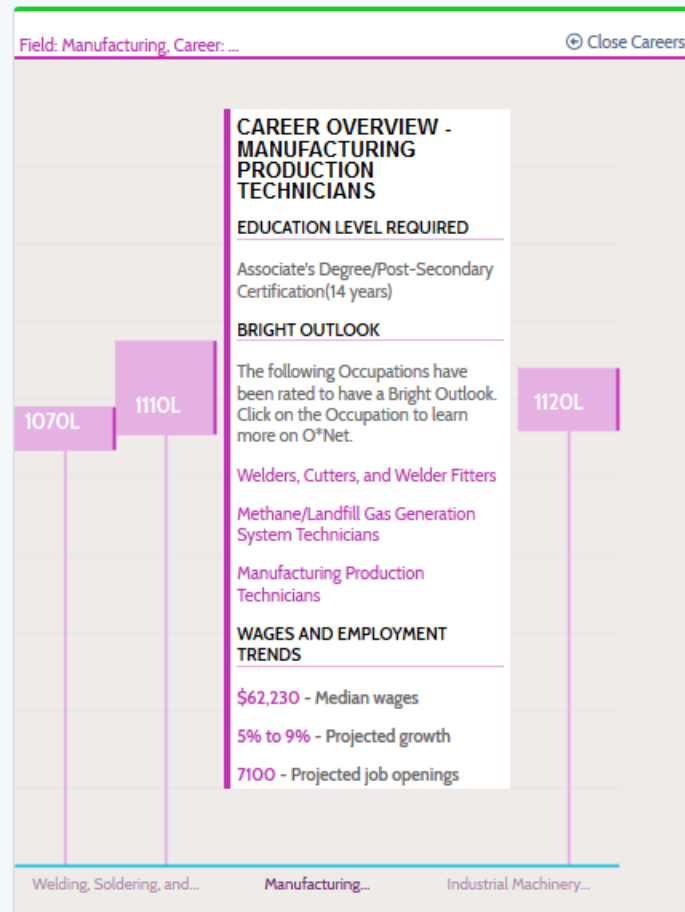 Field: Manufacturing, Career: ...
Close Careers
CAREER OVERVIEW -
MANUFACTURING
PRODUCTION
TECHNICIANS
EDUCATION LEVEL REQUIRED
Associate's Degree/Post-Secondary
Certification(14 years)
BRIGHT OUTLOOK
The following Occupations have
been rated to have a Bright Outlook.
Click on the Occupation to learn
more on O*Net.
Welders, Cutters, and Welder Fitters
Methane/Landfill Gas Generation
System Technicians
Manufacturing Production
Technicians
WAGES AND EMPLOYMENT
TRENDS
$62,230 - Median wages
5% to 9% - Projected growth
7100 - Projected job openings
1070L
1110L
1120L
Welding, Soldering, and...
Manufacturing...
Industrial Machinery...